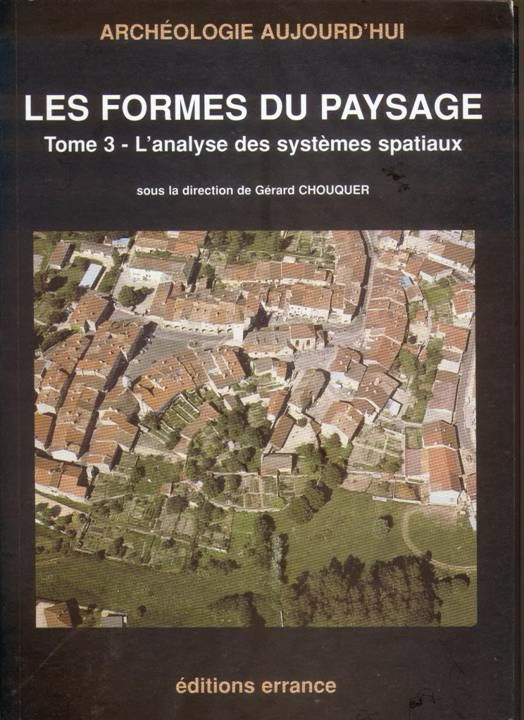 ARCHÉOLOGIE AUJOURD'HUI
LES FORMES DU PAYSAGE
Tome 3 - L'analyse des systèmes spatiaux
sous la direction de Gérard CHOUQUER
éditions errance